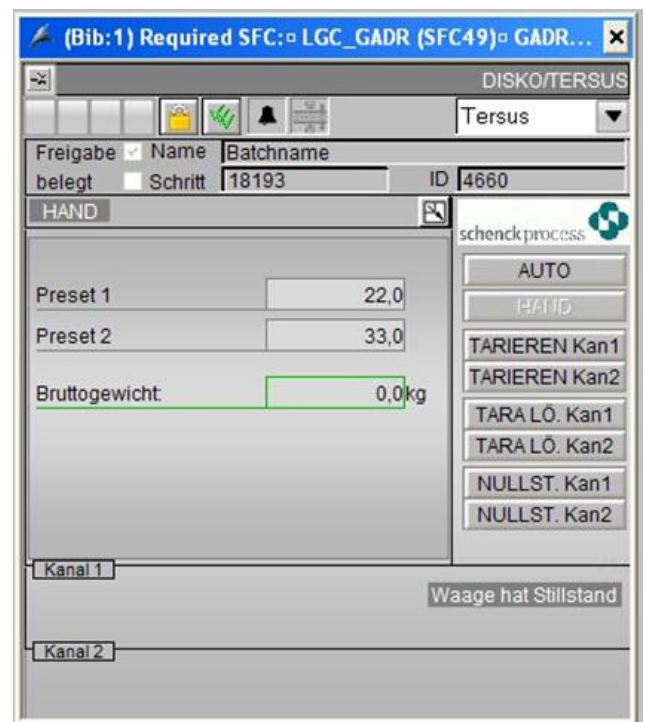 (Bib:1) Required SFC:▫ LGC_GADR (SFC49)▫ GADR...
DISKO/TERSUS
Tersus
Freigabe Name Batchname
belegt Schritt 18193 ID 4660
HAND
schenck process
AUTO
HAND
Preset 1 22,0
Preset 2 33,0
TARIEREN Kan1
TARIEREN Kan2
Bruttogewicht: 0,0 kg
TARA LÖ. Kan1
TARA LÖ. Kan2
NULLST. Kan1
NULLST. Kan2
Kanal 1
Waage hat Stillstand
Kanal 2